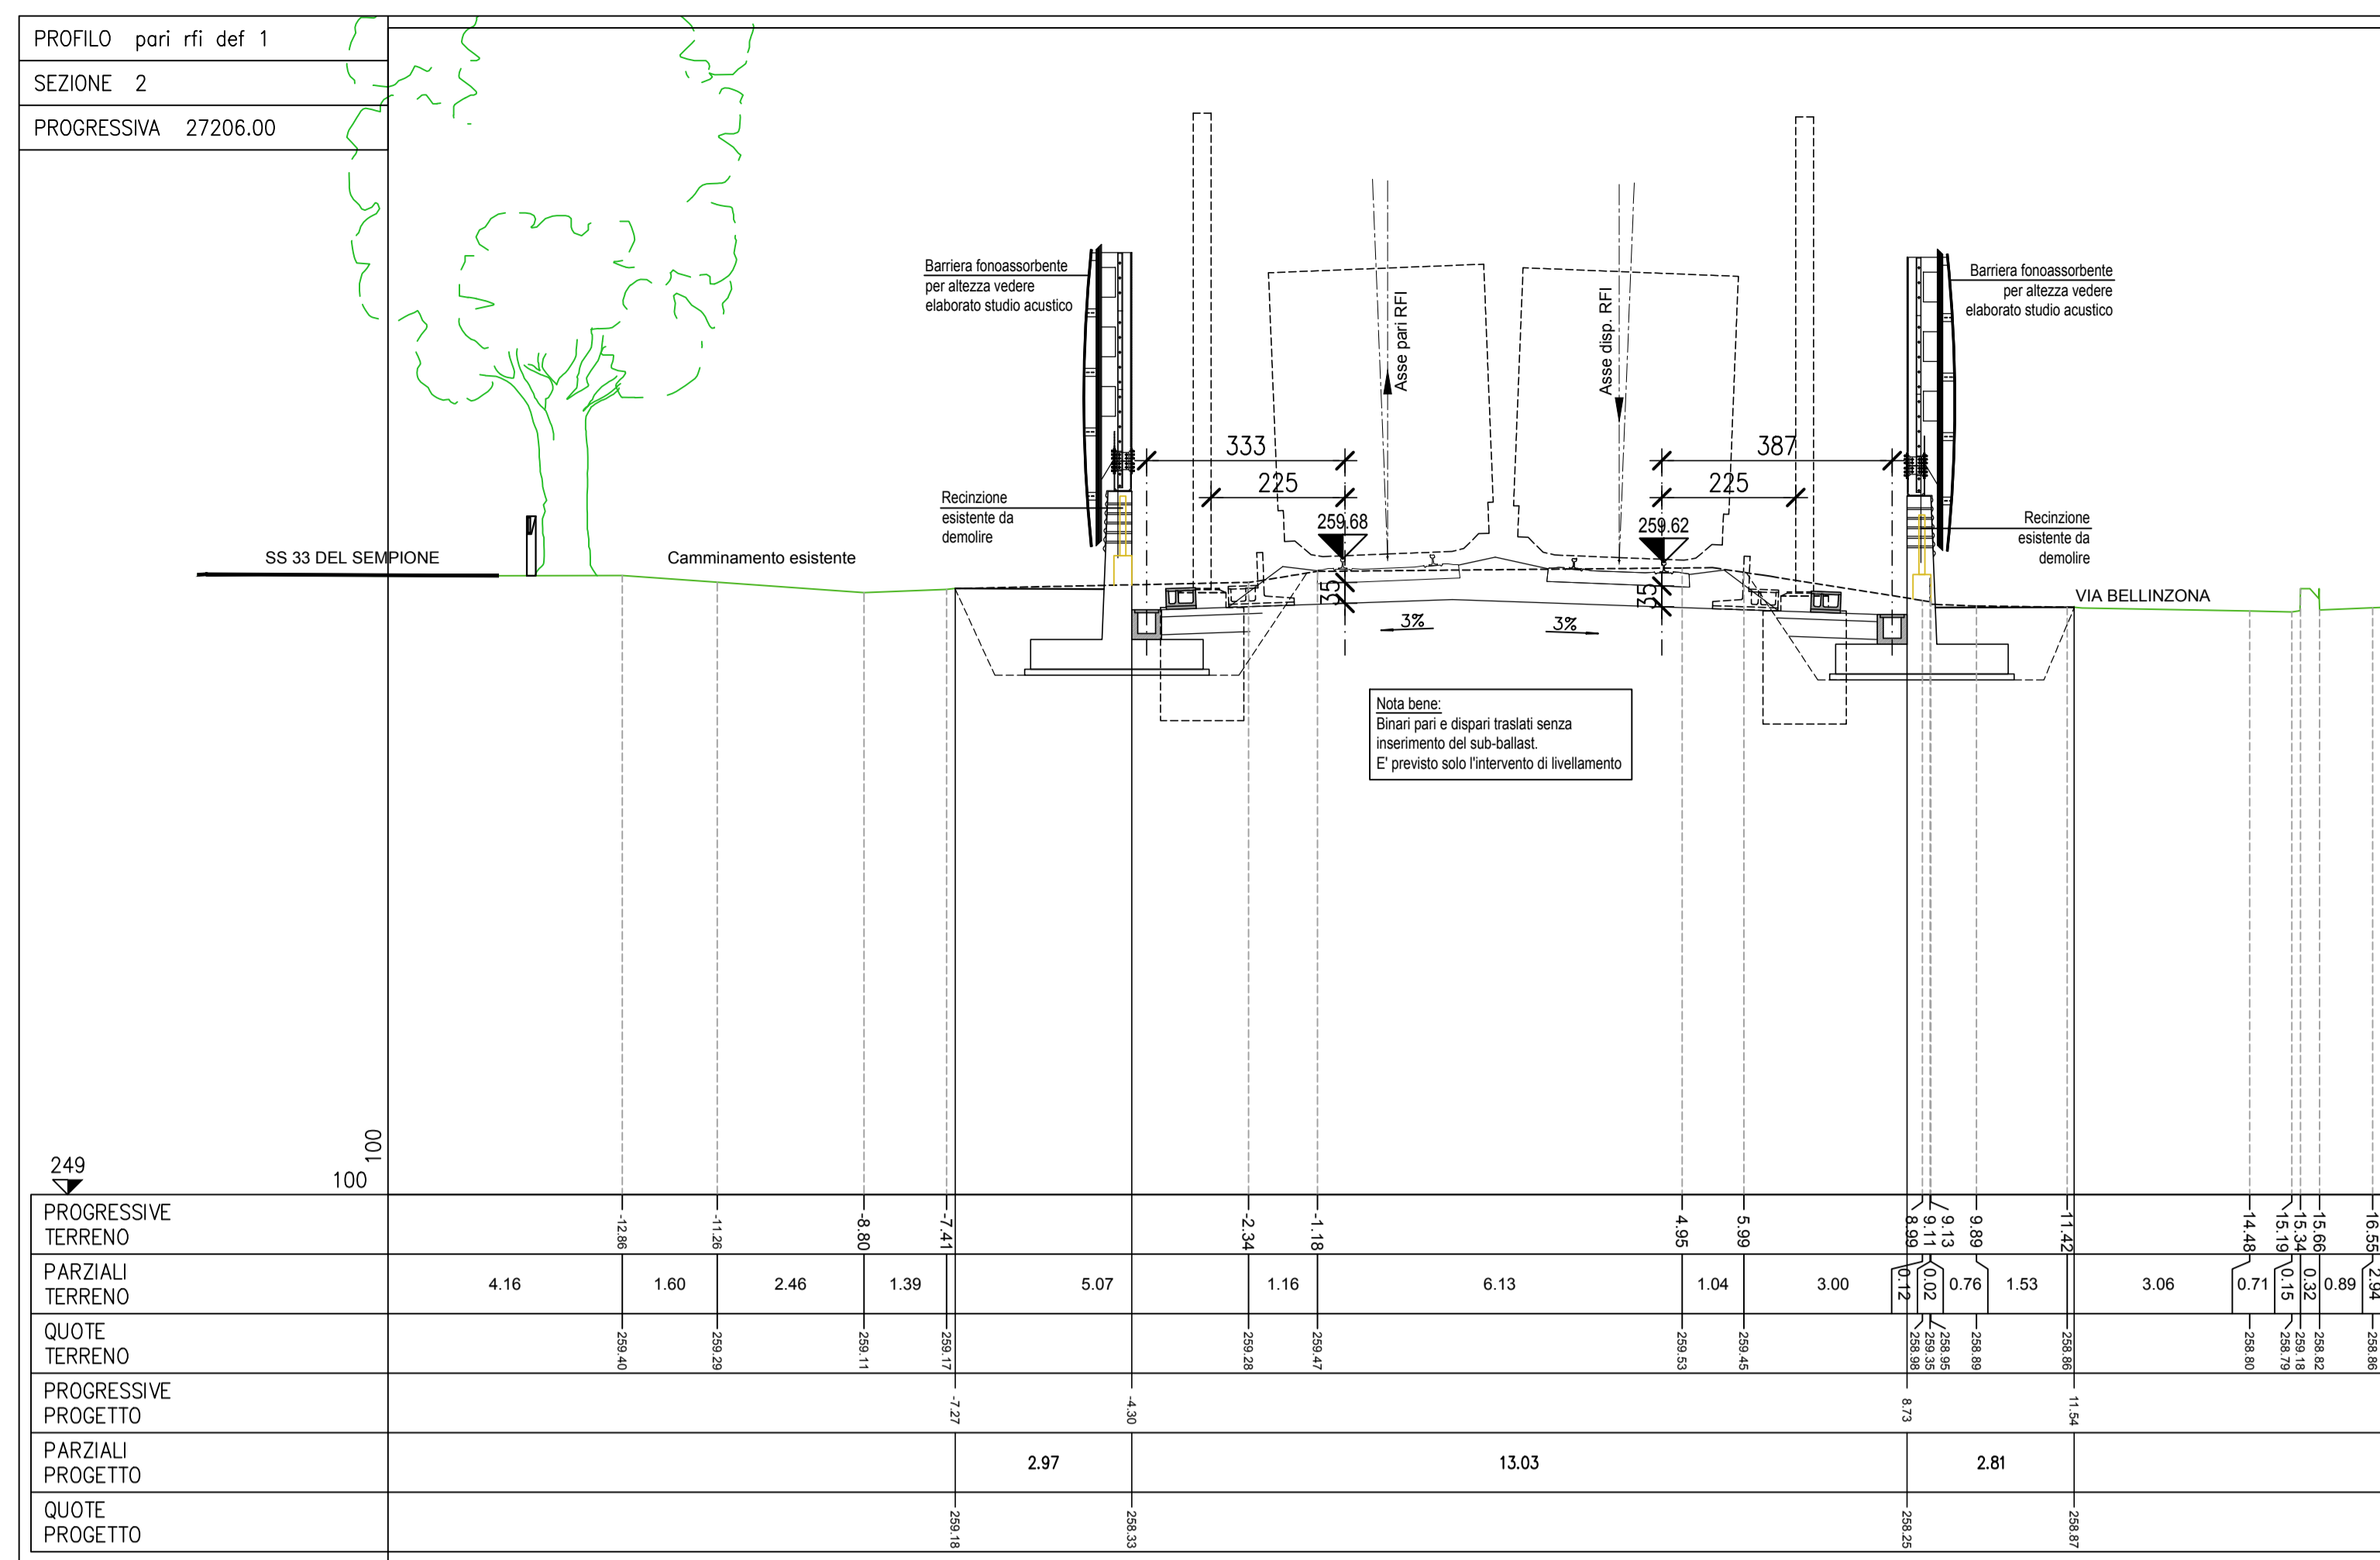 PROFILO pari rfi def 1
SEZIONE 2
PROGRESSIVA 27206.00
Barriera fonoassorbente
per altezza vedere
elaborato studio acustico
Recinzione
esistente da
demolire
SS 33 DEL SEMPIONE
Camminamento esistente
333
225
259.68
35
3%
Asse pari RFI
Asse disp. RFI
387
225
259.62
35
3%
Barriera fonoassorbente
per altezza vedere
elaborato studio acustico
Recinzione
esistente da
demolire
VIA BELLINZONA
Nota bene:
Binari pari e dispari traslati senza
inserimento del sub-ballast.
E' previsto solo l'intervento di livellamento
249
100
100
PROGRESSIVE
TERRENO
-12.86 -11.26 -8.80 -7.41 -2.34 -1.18 4.95 5.99 8.99 9.11 9.13 9.89 11.42 14.48 15.19 15.34 15.66 16.55
PARZIALI
TERRENO
4.16 1.60 2.46 1.39 5.07 1.16 6.13 1.04 3.00 0.12 0.02 0.76 1.53 3.06 0.71 0.15 0.32 0.89 2.94
QUOTE
TERRENO
259.40 259.29 259.11 259.17 259.28 259.47 259.53 259.45 258.98 259.35 258.95 258.89 258.86 258.80 258.79 259.18 258.82 258.86
PROGRESSIVE
PROGETTO
-7.27 -4.30 8.73 11.54
PARZIALI
PROGETTO
2.97 13.03 2.81
QUOTE
PROGETTO
259.18 258.33 258.25 258.87